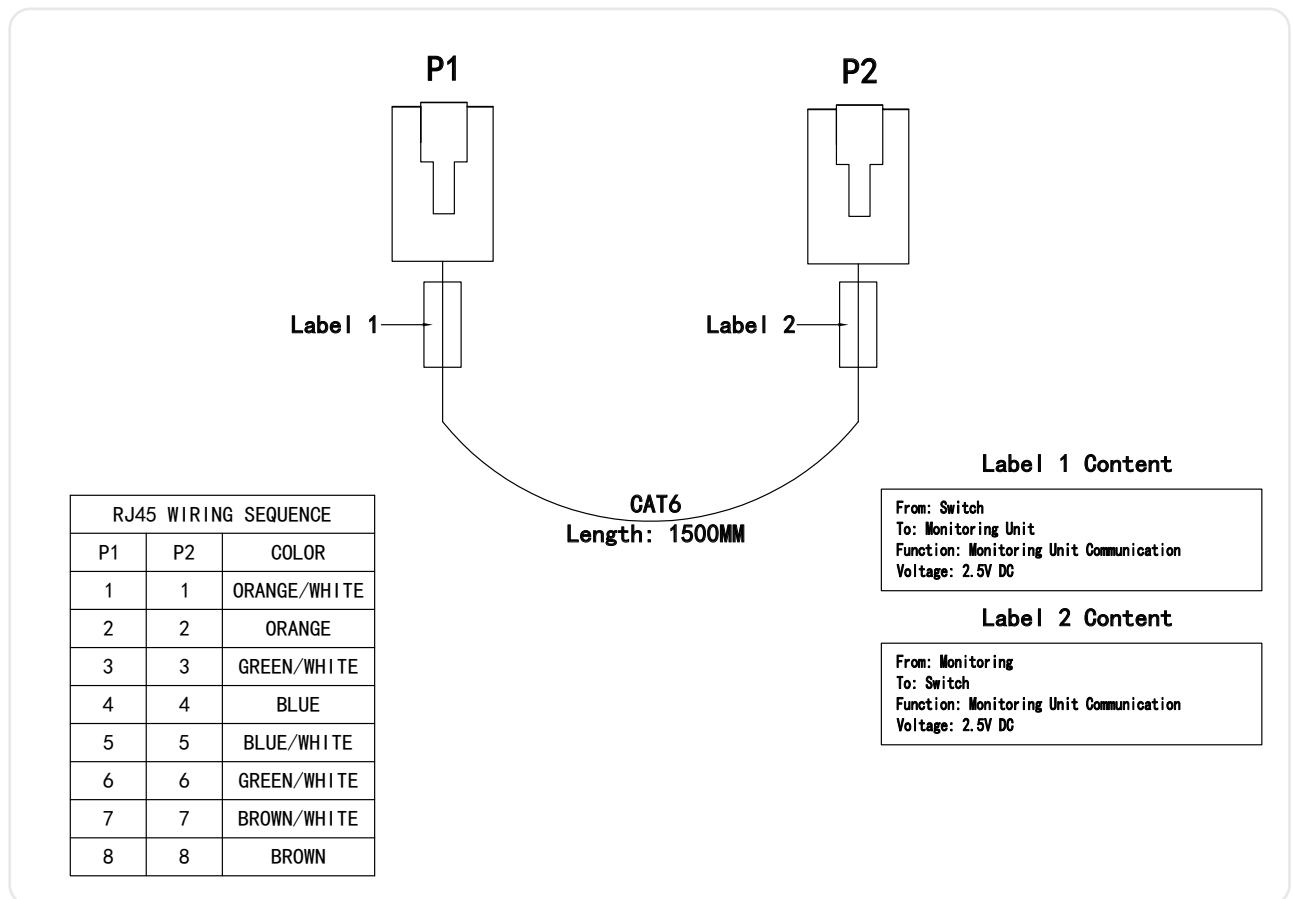 P1
P2
Label 1
Label 2
CAT6
Length: 1500MM
RJ45 WIRING SEQUENCE
P1 P2 COLOR
1 1 ORANGE/WHITE
2 2 ORANGE
3 3 GREEN/WHITE
4 4 BLUE
5 5 BLUE/WHITE
6 6 GREEN/WHITE
7 7 BROWN/WHITE
8 8 BROWN
Label 1 Content
From: Switch
To: Monitoring Unit
Function: Monitoring Unit Communication
Voltage: 2.5V DC
Label 2 Content
From: Monitoring
To: Switch
Function: Monitoring Unit Communication
Voltage: 2.5V DC